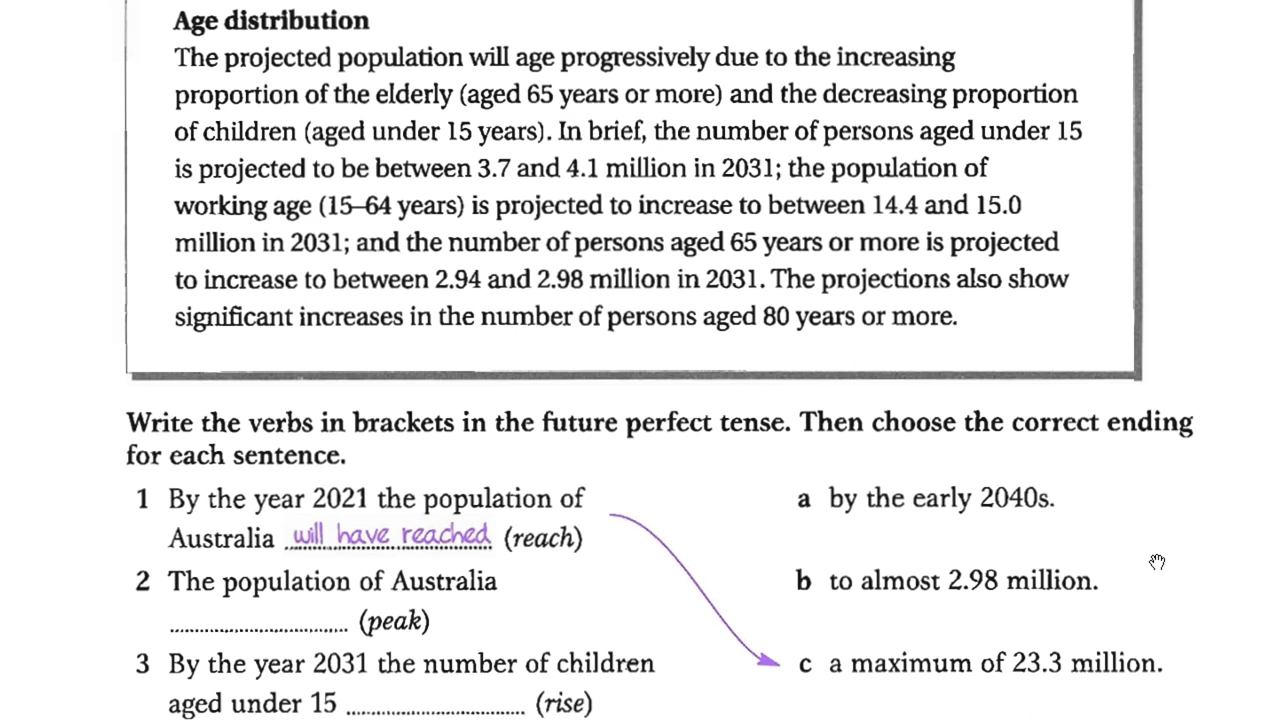 Age distribution
The projected population will age progressively due to the increasing
proportion of the elderly (aged 65 years or more) and the decreasing proportion
of children (aged under 15 years). In brief, the number of persons aged under 15
is projected to be between 3.7 and 4.1 million in 2031; the population of
working age (15–64 years) is projected to increase to between 14.4 and 15.0
million in 2031; and the number of persons aged 65 years or more is projected
to increase to between 2.94 and 2.98 million in 2031. The projections also show
significant increases in the number of persons aged 80 years or more.
Write the verbs in brackets in the future perfect tense. Then choose the correct ending
for each sentence.
1 By the year 2021 the population of
Australia will have reached (reach)
a by the early 2040s.
2 The population of Australia
.................................... (peak)
b to almost 2.98 million.
3 By the year 2031 the number of children
aged under 15 .................................... (rise)
c a maximum of 23.3 million.